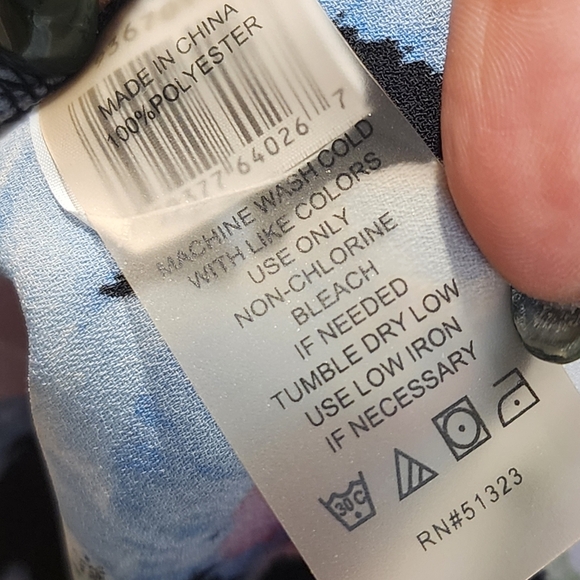 MADE IN CHINA
100%POLYESTER
64026 7
MACHINE WASH COLD
WITH LIKE COLORS
USE ONLY
NON-CHLORINE
BLEACH
IF NEEDED
TUMBLE DRY LOW
USE LOW IRON
IF NECESSARY
30C
RN#51323